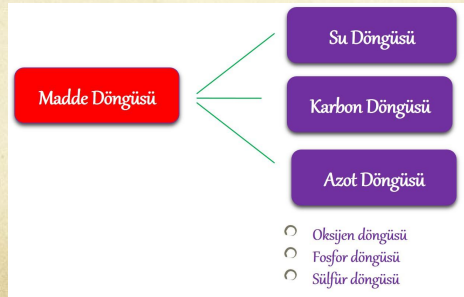 Su Döngüsü
Madde Döngüsü
Karbon Döngüsü
Azot Döngüsü
Oksijen döngüsü
Fosfor döngüsü
Sülfür döngüsü